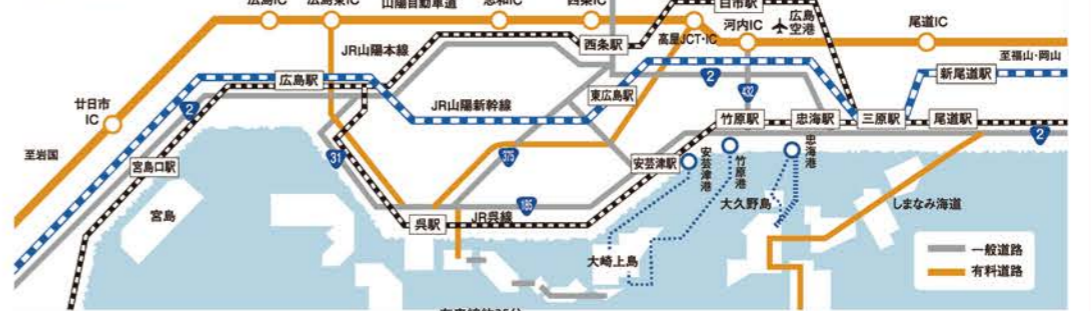 広島IC
広島東IC
山陽自動車道
志和IC
西条IC
白市駅
高屋JCT・IC
河内IC
広島
空港
尾道IC
至福山・岡山
JR山陽本線
西条駅
広島駅
2
新尾道駅
廿日市
IC
2
JR山陽新幹線
東広島駅
432
竹原駅
忠海駅
三原駅
尾道駅
2
至岩国
宮島口駅
31
375
安芸津駅
安芸津港
竹原港
忠海港
宮島
185
JR呉線
呉駅
大久野島
しまなみ海道
大崎上島
一般道路
有料道路